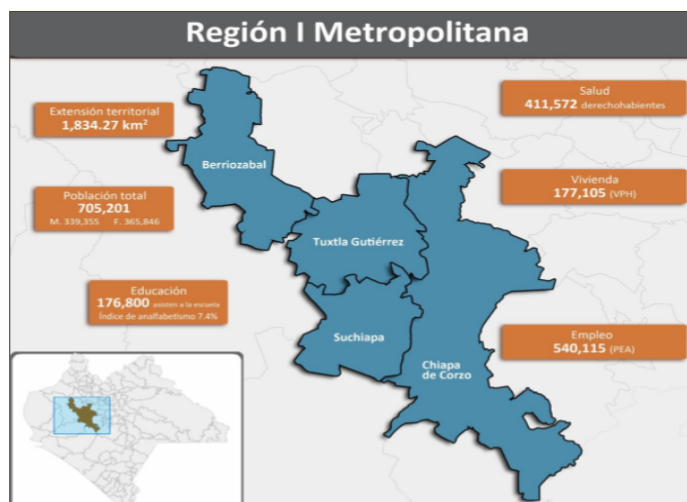 Región I Metropolitana
Extensión territorial
1,834.27 km²
Salud
411,572 derechohabientes
Berriozabal
Población total
705,201
M. 339,355 F. 365,846
Vivienda
177,105 (VPH)
Tuxtla Gutiérrez
Educación
176,800 asisten a la escuela
Índice de analfabetismo 7.4%
Suchiapa
Empleo
540,115 (PEA)
Chiapa
de Corzo